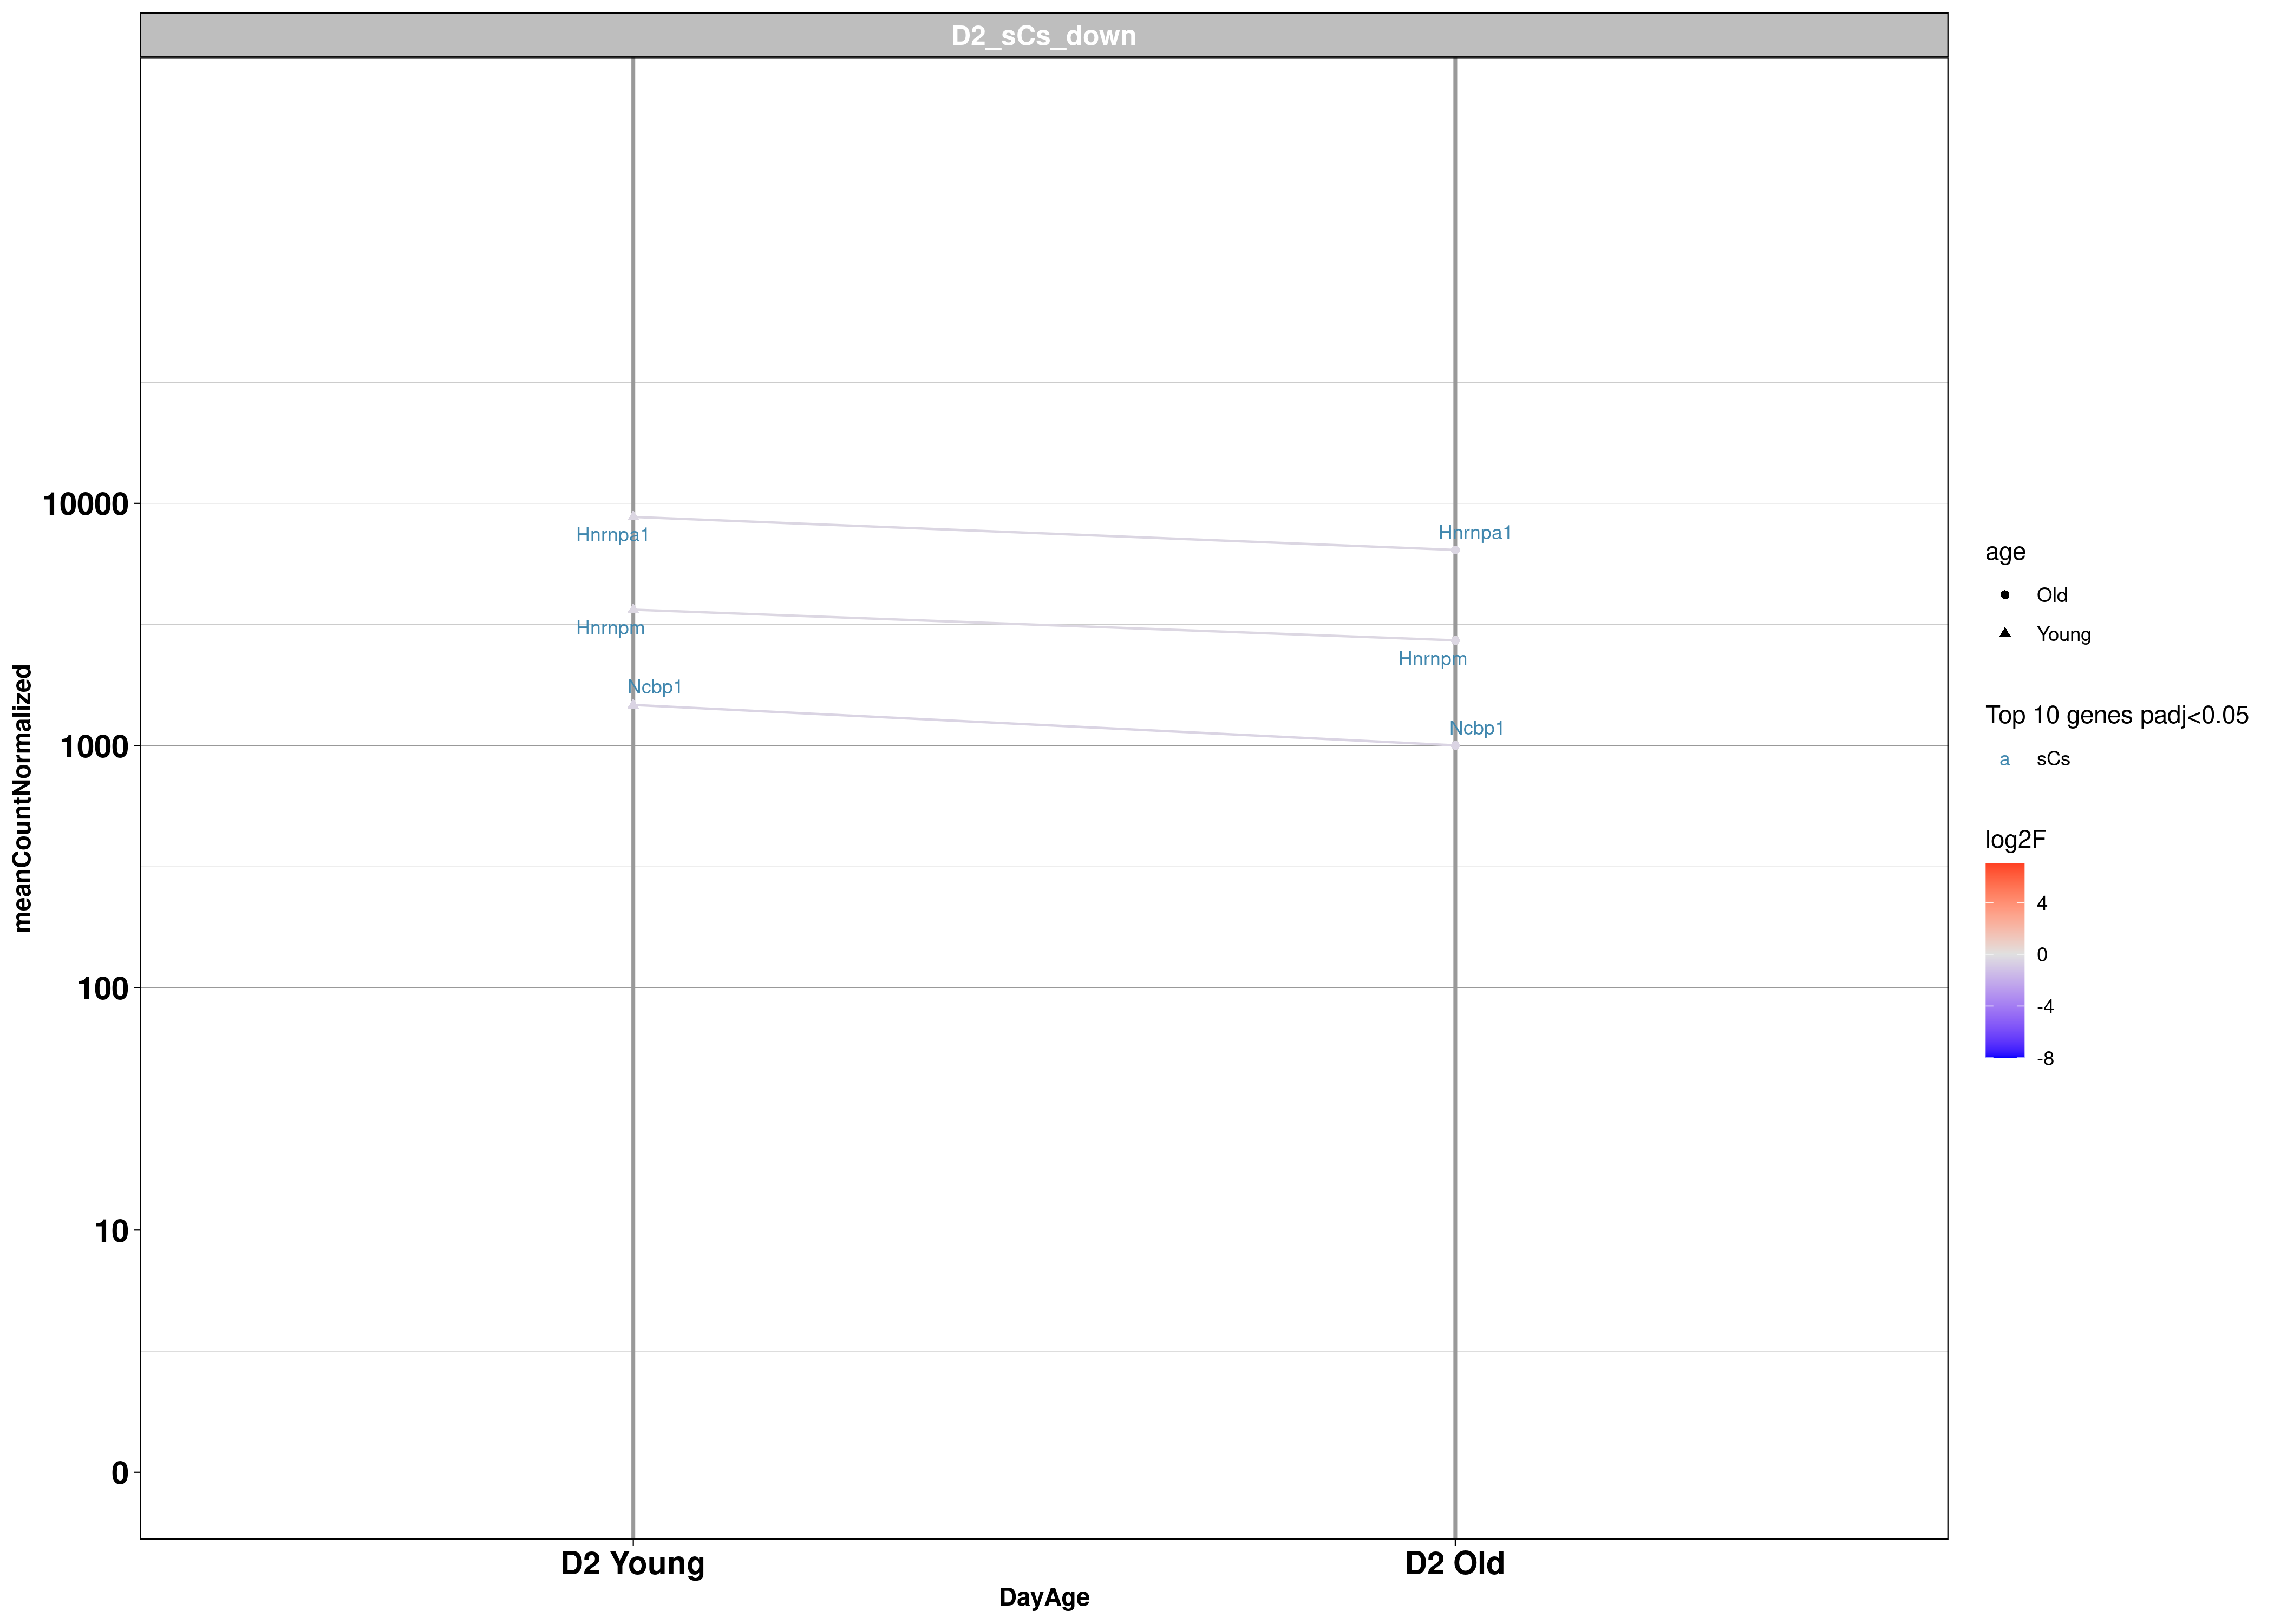 D2_sCs_down
meanCountNormalized
10000
1000
100
10
0
Hnrnpa1
Hnrnpa1
Hnrnpm
Hnrnpm
Ncbp1
Ncbp1
D2 Young
D2 Old
DayAge
age
Old
Young
Top 10 genes padj<0.05
a sCs
log2F
4
0
-4
-8